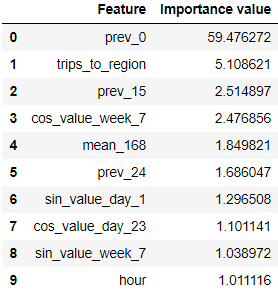 Feature Importance value
0 prev_0 59.476272
1 trips_to_region 5.108621
2 prev_15 2.514897
3 cos_value_week_7 2.476856
4 mean_168 1.849821
5 prev_24 1.686047
6 sin_value_day_1 1.296508
7 cos_value_day_23 1.101141
8 sin_value_week_7 1.038972
9 hour 1.011116